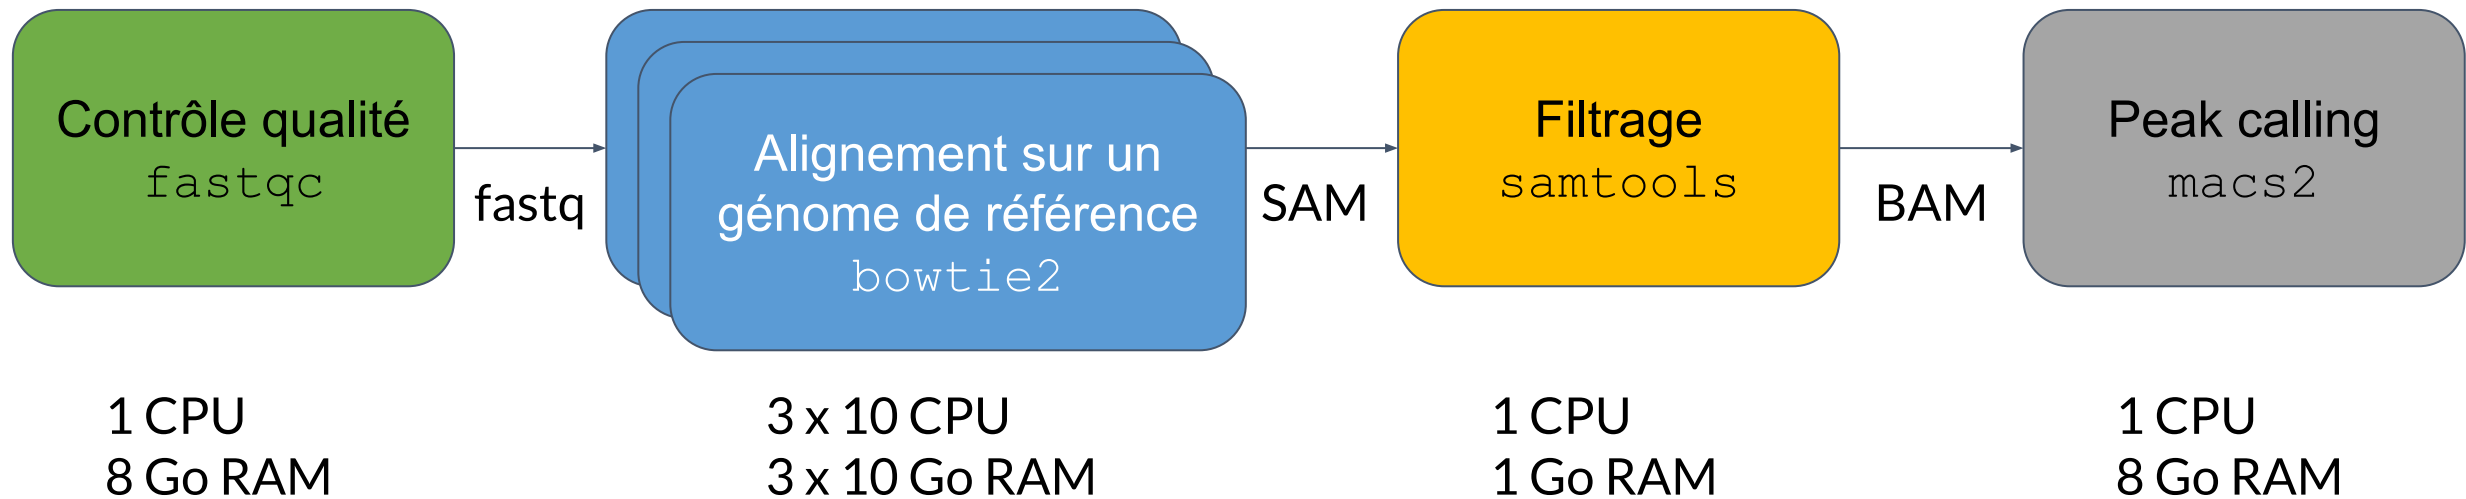 Contrôle qualité
fastqc
fastq
Alignement sur un
génome de référence
bowtie2
SAM
Filtrage
samtools
BAM
Peak calling
macs2
1 CPU
8 Go RAM
3 x 10 CPU
3 x 10 Go RAM
1 CPU
1 Go RAM
1 CPU
8 Go RAM